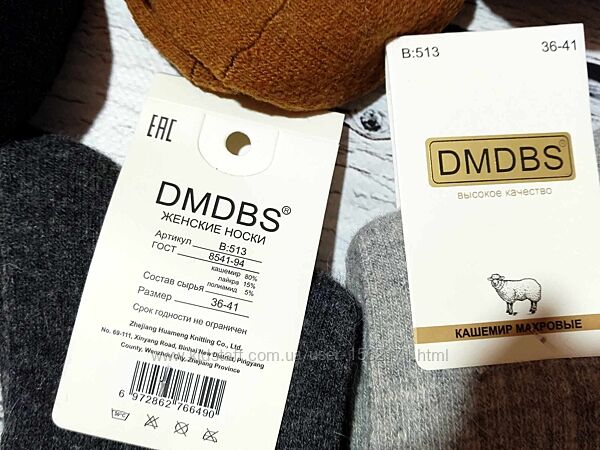 EAC
DMDBS®
ЖЕНСКИЕ НОСКИ
Артикул B:513
ГОСТ 8541-94
кашемир 80%
лайкра 15%
Состав сырья полиамид 5%
Размер 36-41
Срок годности не ограничен
Zhejiang Huameng Knitting Co., Ltd.
No. 69-111, Xinyang Road, Binhai New District, Pingyang
County, Wenzhou City, Zhejiang Province
6 972862 766490
30°C
B:513 36-41
DMDBS®
высокое качество
КАШЕМИР МАХРОВЫЕ